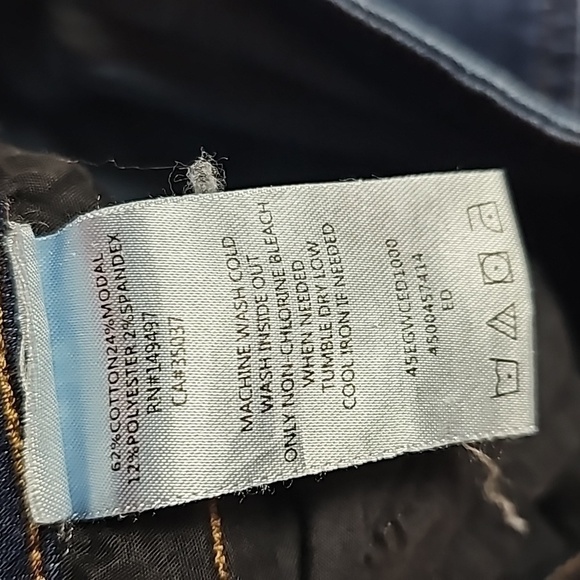 62%COTTON24%MODAL
12%POLYESTER 2%SPANDEX
RN#149497
CA#35037
MACHINE WASH COLD
WASH INSIDE OUT
ONLY NON-CHLORINE BLEACH
WHEN NEEDED
TUMBLE DRY LOW
COOL IRON IF NEEDED
45EGWCED1000
4500457414
ED